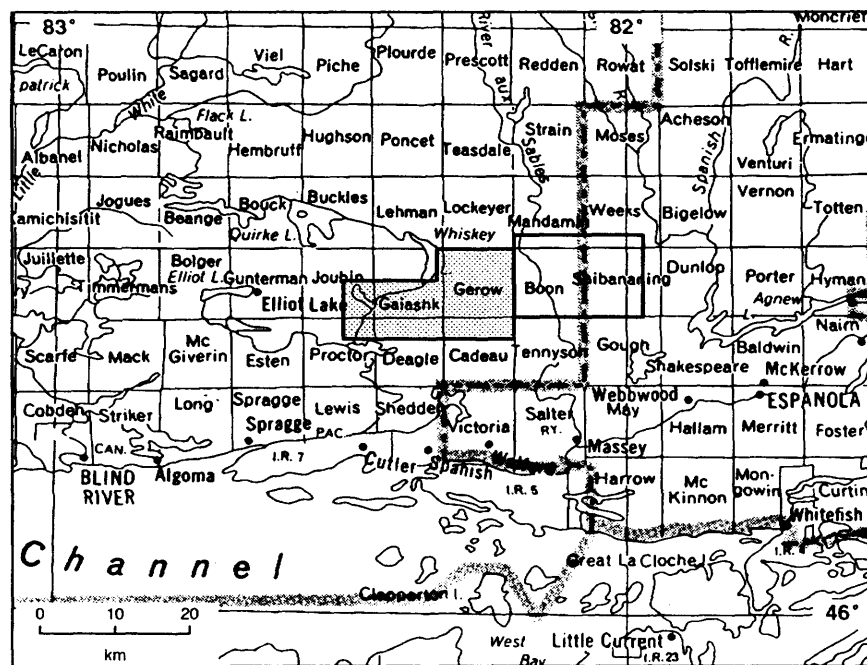 83°
82°
Moncrief
LeCaron
Viel
Piche
Plourde
Prescott
River
aux
Redden
Rowat
Solski
Tofflemire
R.
Hart
patrick
Poulin
Sagard
White
Flack L.
Acheson
Spanish
Little
Albanel
Nicholas
Raimbault
Hembruff
Hughson
Poncet
Teasdale
Strain
Sables
Moses
R.
Venturi
Ermatinge
Vernon
amichisitit
Jogues
Beange
Bouck
Buckles
Lehman
Lockeyer
Mandamin
Weeks
Bigelow
Totten
Quirke L.
Whiskey
Juillette
Timmermans
Bolger
Elliot L.
Gunterman
Joubin
Gerow
Boon
Shibananing
Dunlop
Porter
Hyman
ry
Elliot Lake
Gaiashk
Agnew
Nairn
Scarfe
Mack
Mc
Giverin
Esten
Proctor
Deagle
Cadeau
Tennyson
Gough
Shakespeare
Baldwin
McKerrow
Cobden
Striker
Long
Spragge
Lewis
Shedden
Victoria
Salter
Webbwood
May
ESPANOLA
CAN.
Spragge
PAC.
RY.
Massey
Hallam
Merritt
Foster
BLIND
RIVER
Algoma
I.R. 7
Cutler
Spanish
I.R. 5
Harrow
Mc
Kinnon
Mon-
gowin
Curtin
Whitefish
Channel
Great La Cloche I.
I.R. 4
Clapperton I.
46°
0 10 20
km
West
Bay
Little Current
I.R. 23